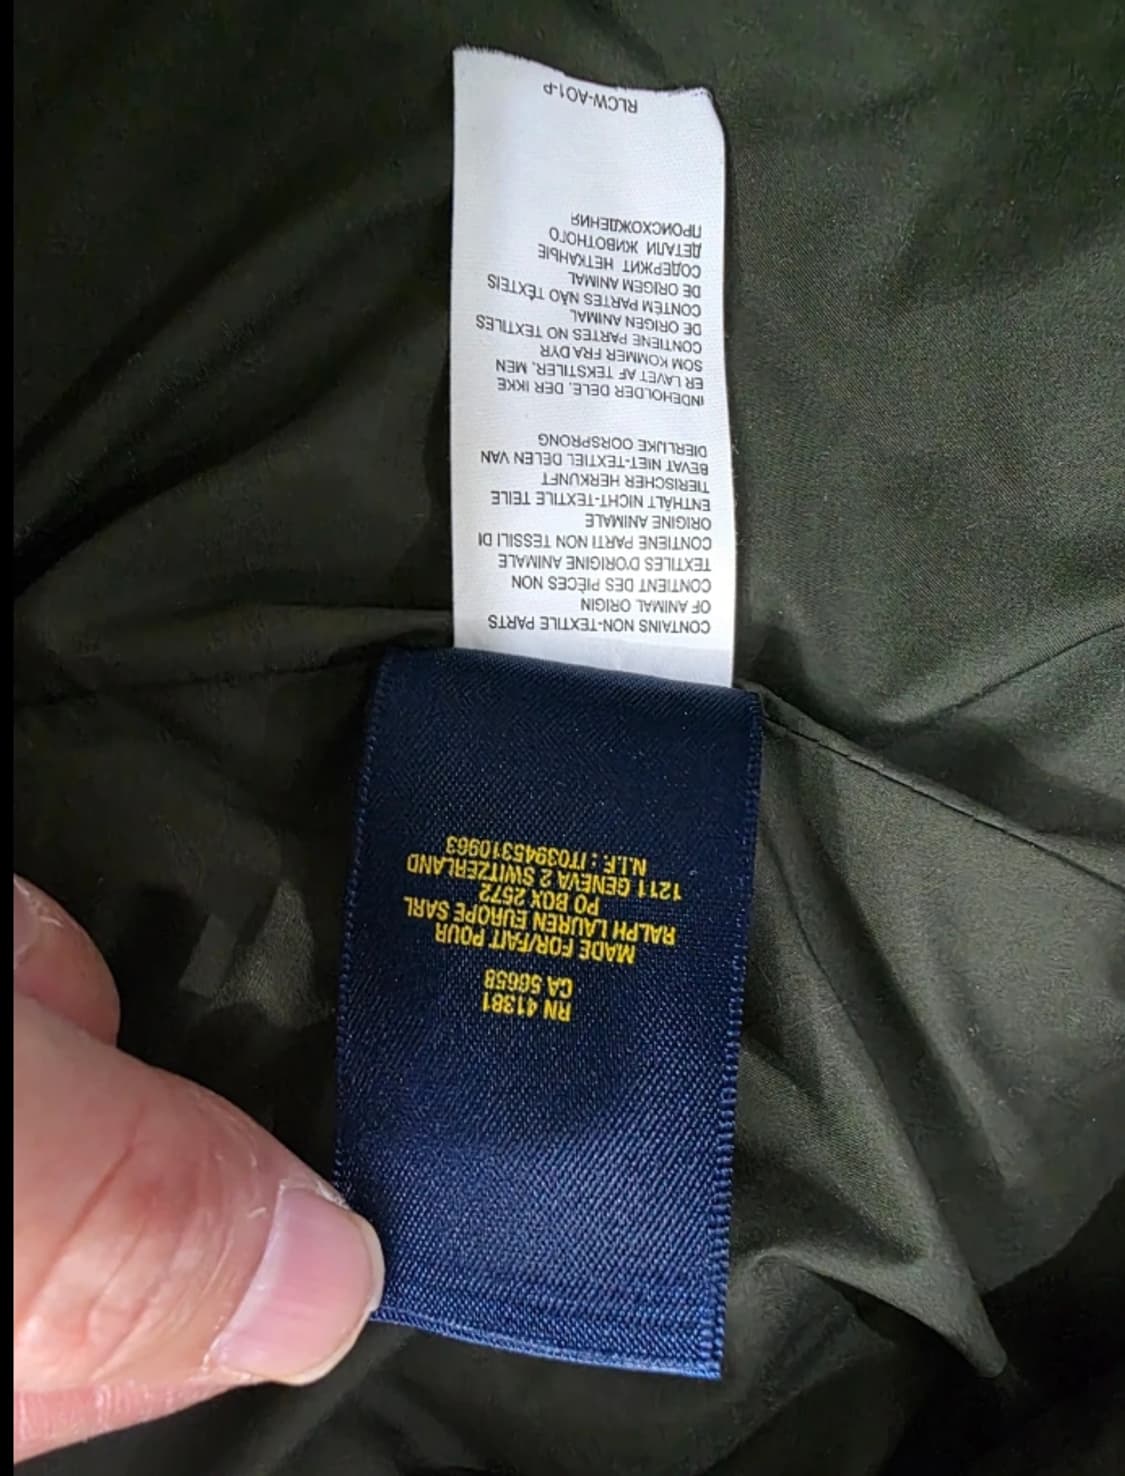 RN 41381
CA 56658
MADE FOR/FAIT POUR
RALPH LAUREN EUROPE SARL
PO BOX 2572
1211 GENEVA 2 SWITZERLAND
N.I.F : IT03945310963
CONTAINS NON-TEXTILE PARTS
OF ANIMAL ORIGIN
CONTIENT DES PIÈCES NON
TEXTILES D'ORIGINE ANIMALE
CONTIENE PARTI NON TESSILI DI
ORIGINE ANIMALE
ENTHÄLT NICHT-TEXTILE TEILE
TIERISCHER HERKUNFT
BEVAT NIET-TEXTIEL DELEN VAN
DIERLIJKE OORSPRONG
INDEHOLDER DELE, DER IKKE
ER LAVET AF TEKSTILER, MEN
SOM KOMMER FRA DYR
CONTIENE PARTES NO TEXTILES
DE ORIGEN ANIMAL
CONTÉM PARTES NÃO TÊXTEIS
DE ORIGEM ANIMAL
СОДЕРЖИТ НЕТКАНЫЕ
ДЕТАЛИ ЖИВОТНОГО
ПРОИСХОЖДЕНИЯ
RLCW-AO1-P